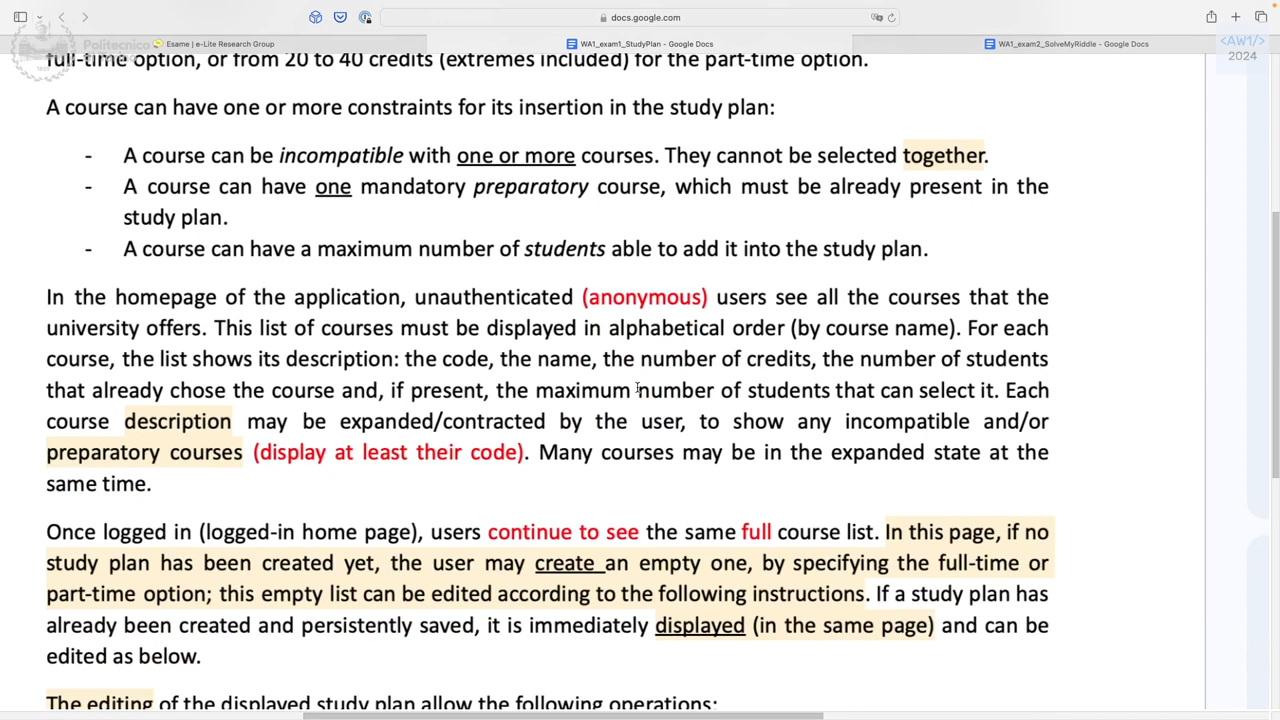 docs.google.com
Politecnico
Esame | e-Lite Research Group
WA1_exam1_StudyPlan - Google Docs
WA1_exam2_SolveMyRiddle - Google Docs
<AW1/>
2024
full-time option, or from 20 to 40 credits (extremes included) for the part-time option.
A course can have one or more constraints for its insertion in the study plan:
- A course can be incompatible with one or more courses. They cannot be selected together.
- A course can have one mandatory preparatory course, which must be already present in the
study plan.
- A course can have a maximum number of students able to add it into the study plan.
In the homepage of the application, unauthenticated (anonymous) users see all the courses that the
university offers. This list of courses must be displayed in alphabetical order (by course name). For each
course, the list shows its description: the code, the name, the number of credits, the number of students
that already chose the course and, if present, the maximum number of students that can select it. Each
course description may be expanded/contracted by the user, to show any incompatible and/or
preparatory courses (display at least their code). Many courses may be in the expanded state at the
same time.
Once logged in (logged-in home page), users continue to see the same full course list. In this page, if no
study plan has been created yet, the user may create an empty one, by specifying the full-time or
part-time option; this empty list can be edited according to the following instructions. If a study plan has
already been created and persistently saved, it is immediately displayed (in the same page) and can be
edited as below.
The editing of the displayed study plan allow the following operations: